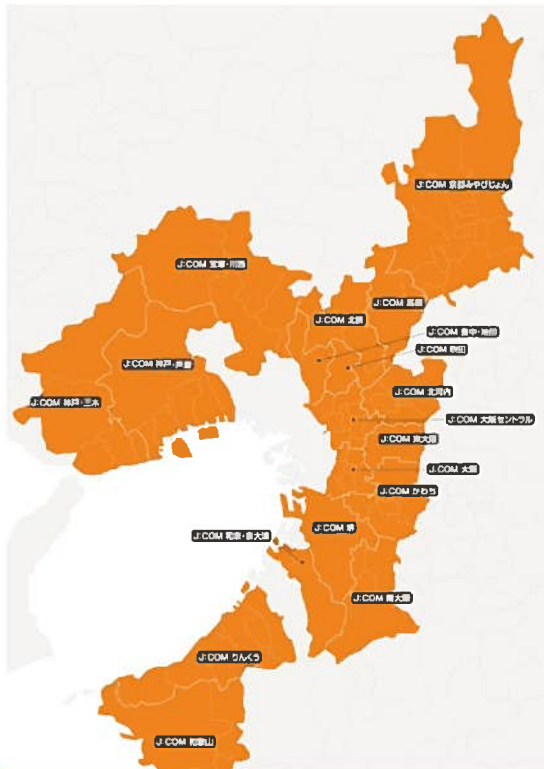 J:COM 京都みやびじょん
J:COM 宝塚・川西
J:COM 高槻
J:COM 北摂
J:COM 豊中・池田
J:COM 吹田
J:COM 神戸・芦屋
J:COM 北河内
J:COM 神戸・三木
J:COM 大阪セントラル
J:COM 東大阪
J:COM 大阪
J:COM かわち
J:COM 堺
J:COM 和泉・泉大津
J:COM 南大阪
J:COM りんくう
J:COM 和歌山